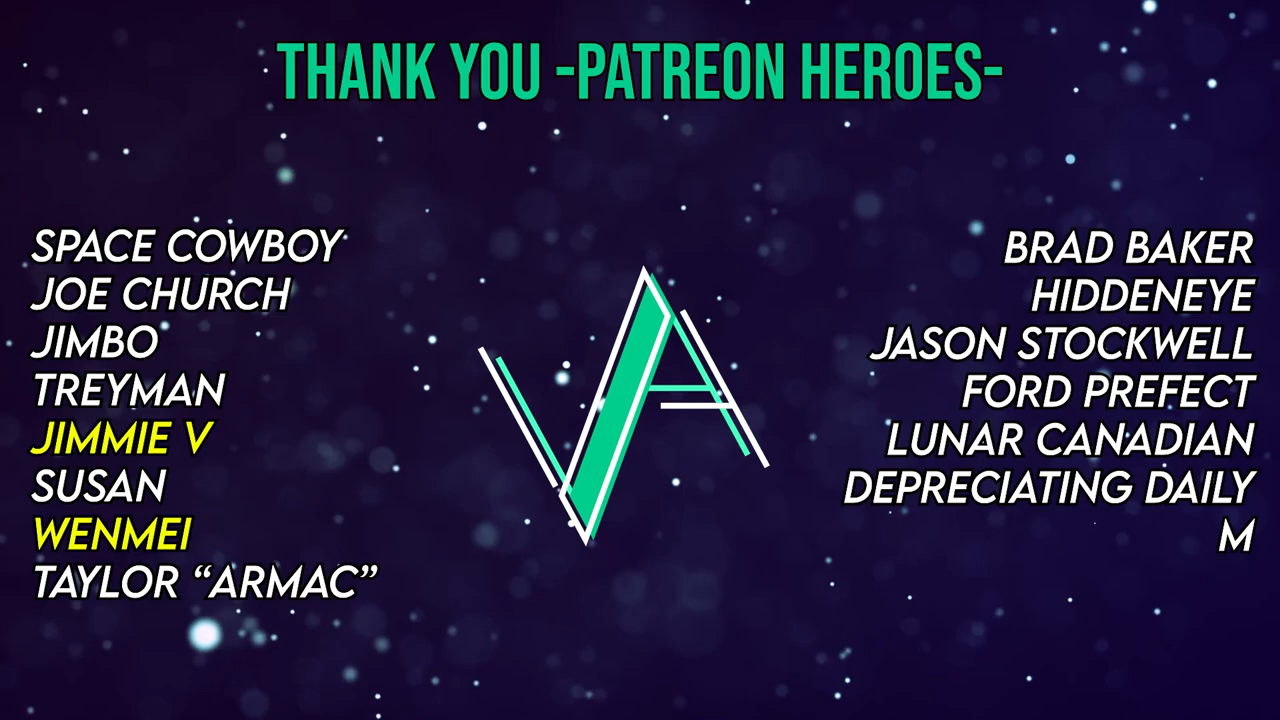 THANK YOU -PATREON HEROES-
SPACE COWBOY
JOE CHURCH
JIMBO
TREYMAN
JIMMIE V
SUSAN
WENMEI
TAYLOR “ARMAC”
VA
BRAD BAKER
HIDDENEYE
JASON STOCKWELL
FORD PREFECT
LUNAR CANADIAN
DEPRECIATING DAILY
M